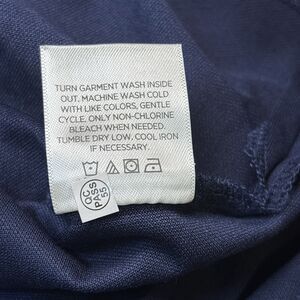 TURN GARMENT WASH INSIDE
OUT, MACHINE WASH COLD
WITH LIKE COLORS, GENTLE
CYCLE, ONLY NON-CHLORINE
BLEACH WHEN NEEDED,
TUMBLE DRY LOW, COOL IRON
IF NECESSARY.
QC
PASS
55